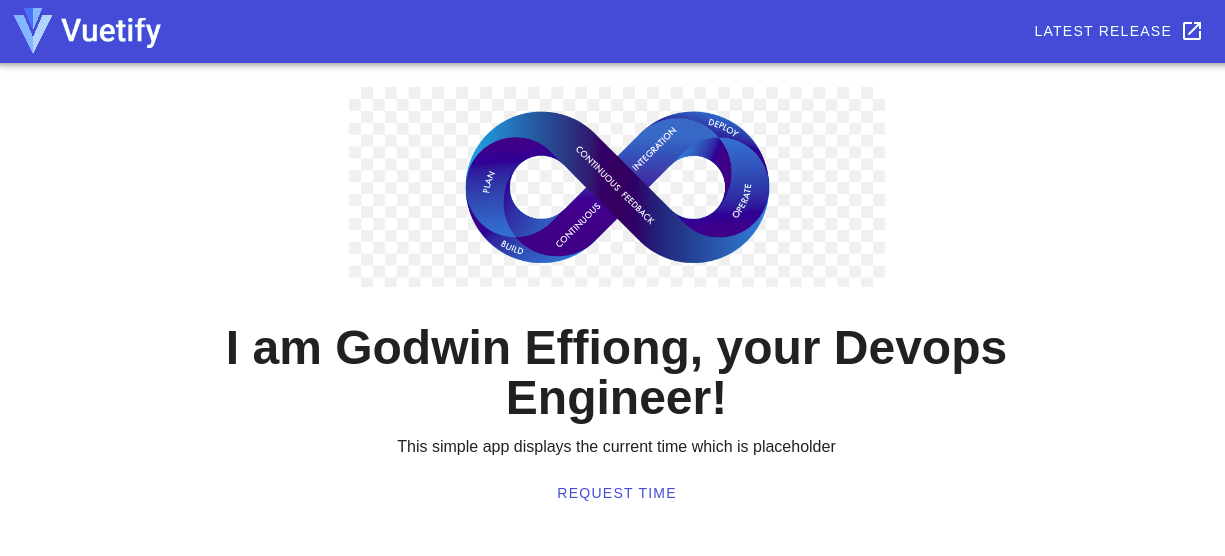 Vuetify
LATEST RELEASE
DEPLOY
INTEGRATION
CONTINUOUS FEEDBACK
PLAN
OPERATE
CONTINUOUS
BUILD
I am Godwin Effiong, your Devops
Engineer!
This simple app displays the current time which is placeholder
REQUEST TIME